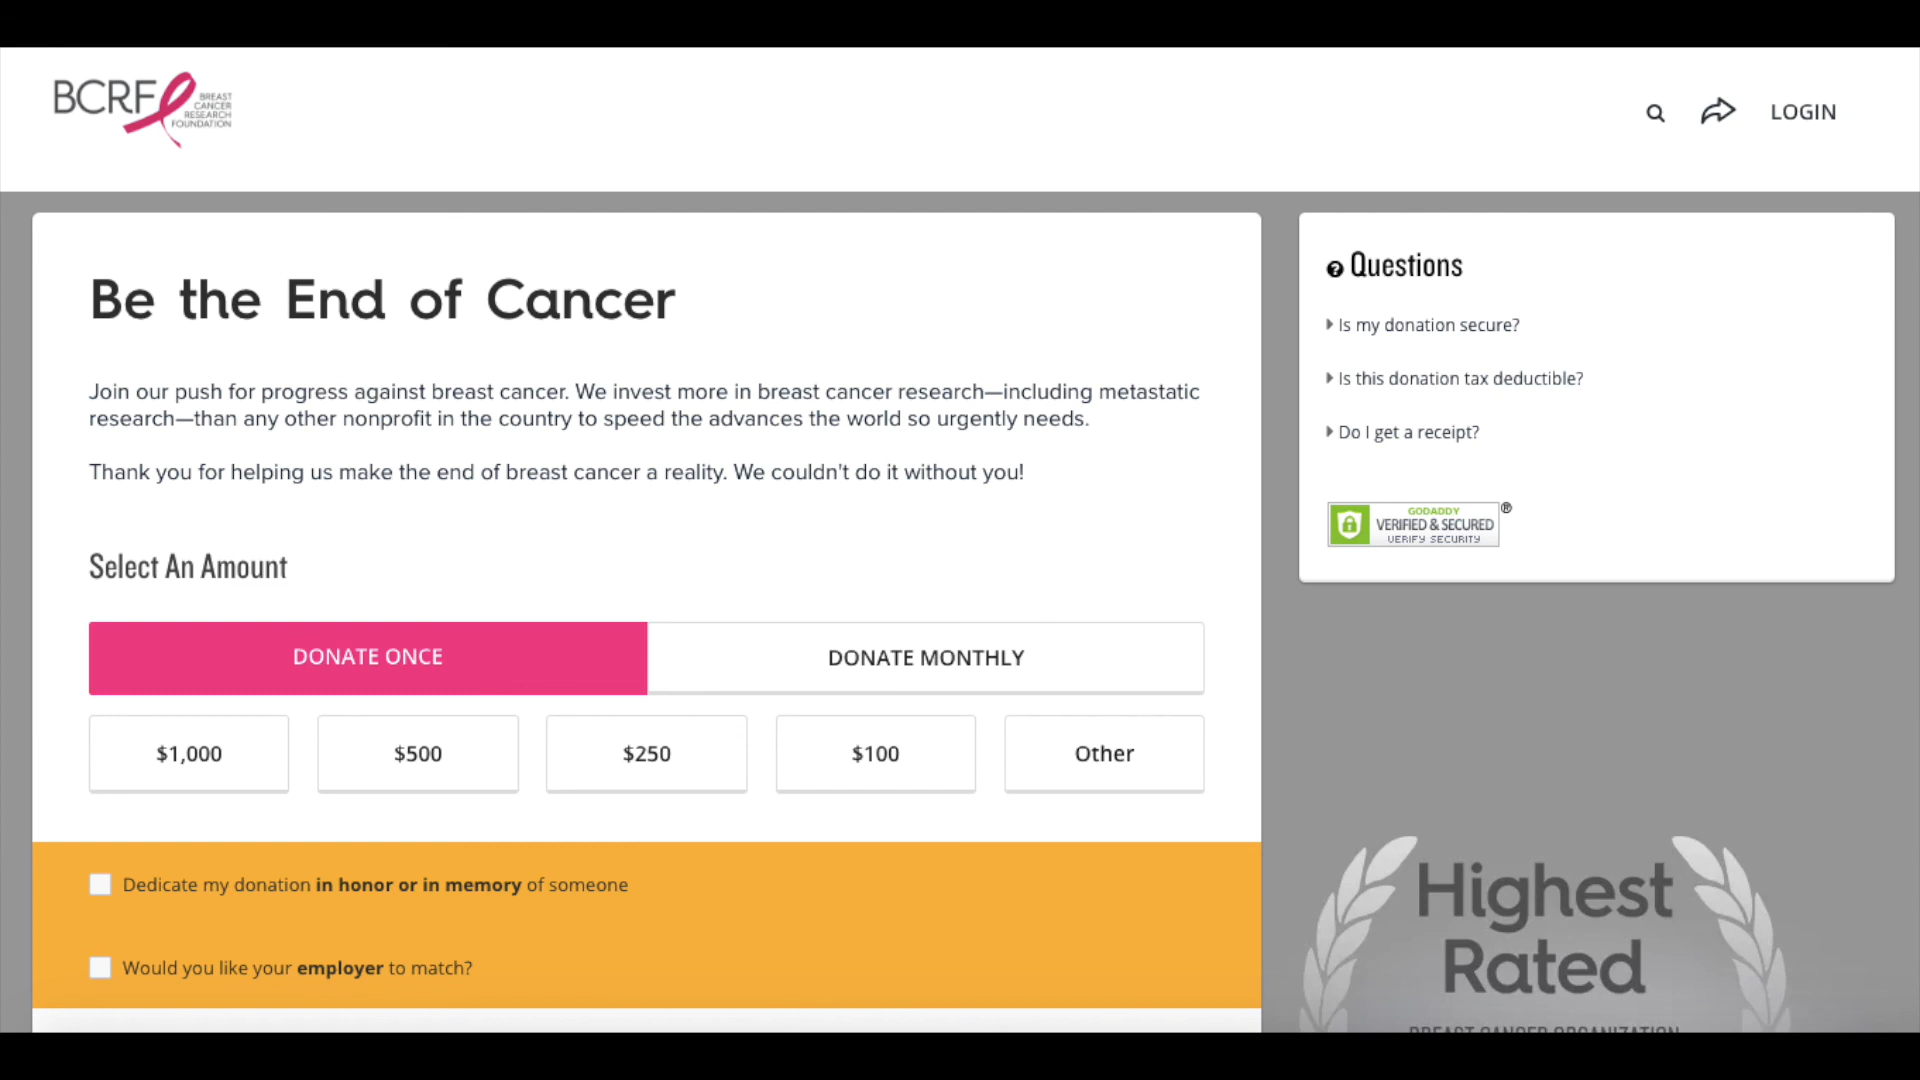 BCRF
BREAST
CANCER
RESEARCH
FOUNDATION
LOGIN
Be the End of Cancer
Join our push for progress against breast cancer. We invest more in breast cancer research—including metastatic
research—than any other nonprofit in the country to speed the advances the world so urgently needs.
Thank you for helping us make the end of breast cancer a reality. We couldn't do it without you!
Select An Amount
DONATE ONCE
DONATE MONTHLY
$1,000
$500
$250
$100
Other
Dedicate my donation in honor or in memory of someone
Would you like your employer to match?
Questions
Is my donation secure?
Is this donation tax deductible?
Do I get a receipt?
GODADDY
VERIFIED & SECURED
VERIFY SECURITY
®
Highest
Rated
BREAST CANCER ORGANIZATION